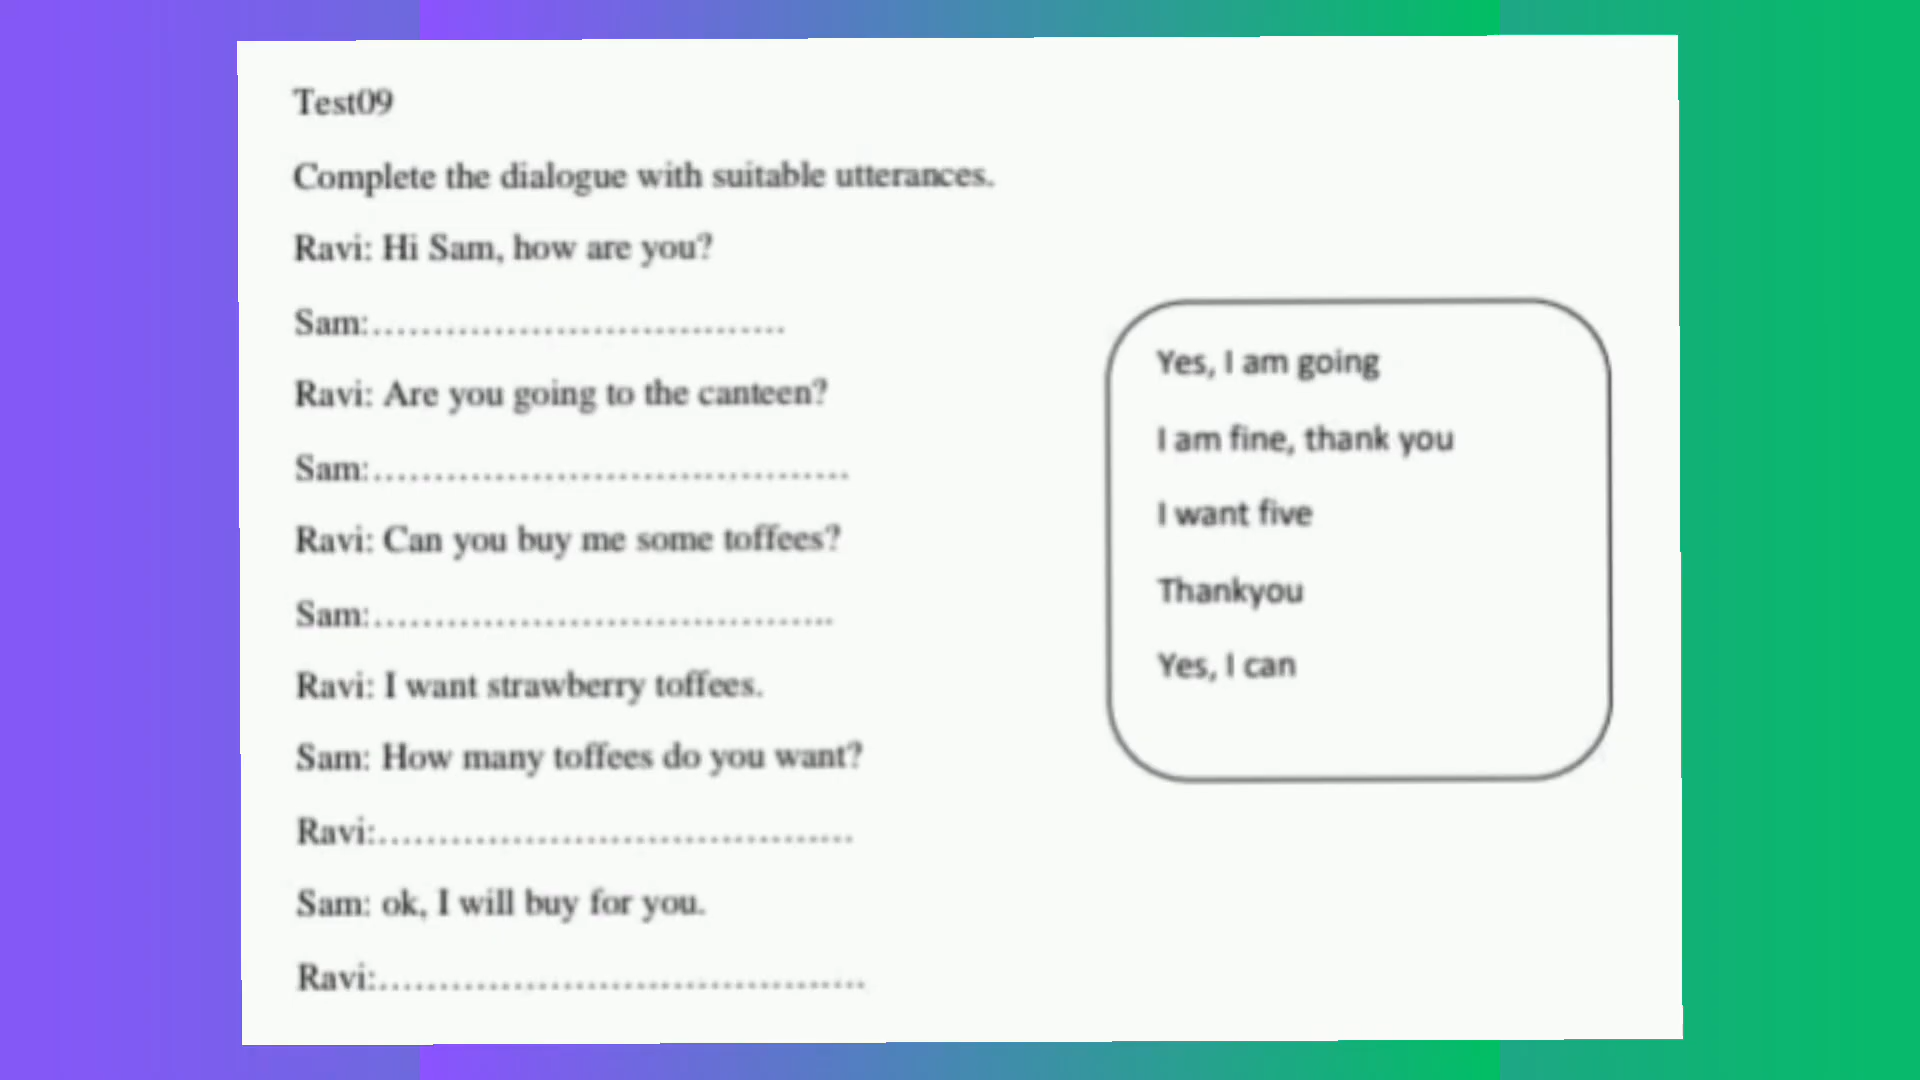 Test09
Complete the dialogue with suitable utterances.
Ravi: Hi Sam, how are you?
Sam:………………………………
Ravi: Are you going to the canteen?
Sam:……………………………………
Ravi: Can you buy me some toffees?
Sam:…………………………………..
Ravi: I want strawberry toffees.
Sam: How many toffees do you want?
Ravi:……………………………………
Sam: ok, I will buy for you.
Ravi:…………………………………….
Yes, I am going
I am fine, thank you
I want five
Thankyou
Yes, I can